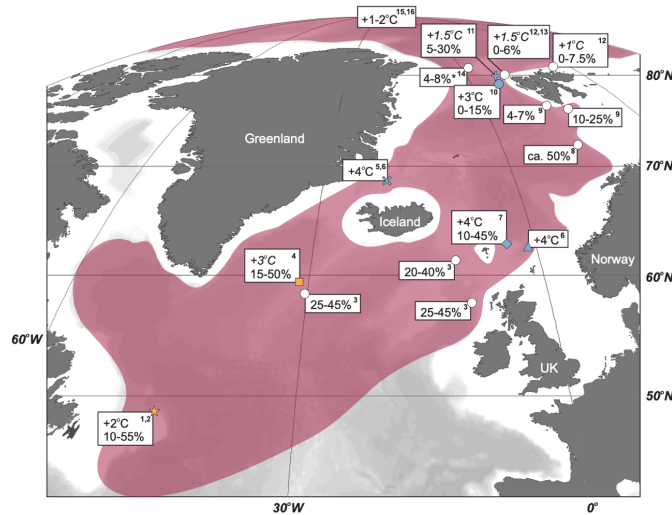 +1-2°C 15,16
+1.5°C 11
5-30%
+1.5°C 12,13
0-6%
+1°C 12
0-7.5%
80°N
4-8%* 14
+3°C 10
0-15%
4-7% 9
10-25% 9
Greenland
ca. 50% 8
70°N
+4°C 5,6
Iceland
+4°C 7
10-45%
+4°C 6
Norway
+3°C 4
15-50%
20-40% 3
60°N
25-45% 3
25-45% 3
60°W
UK
50°N
+2°C 1,2
10-55%
30°W
0°